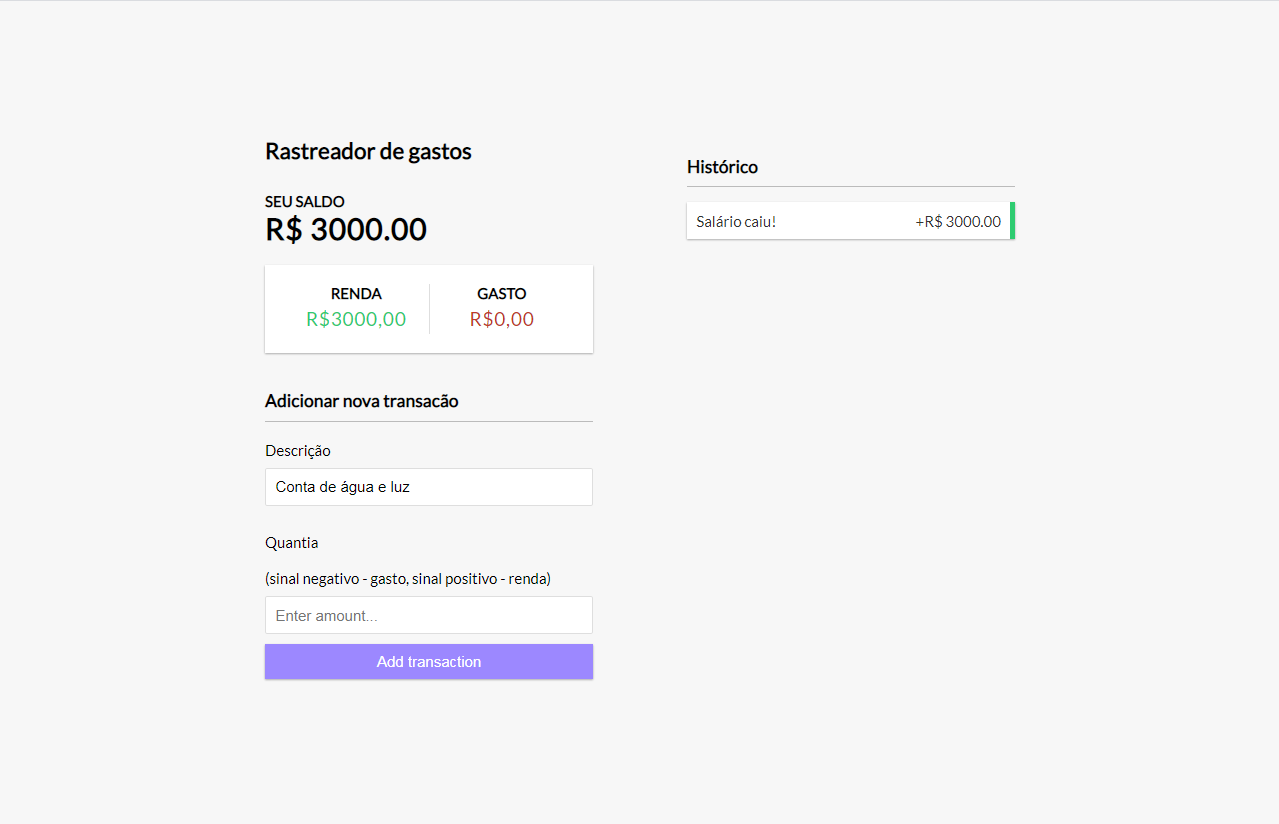 Rastreador de gastos
SEU SALDO
R$ 3000.00
RENDA
R$3000,00
GASTO
R$0,00
Adicionar nova transacão
Descrição
Conta de água e luz
Quantia
(sinal negativo - gasto, sinal positivo - renda)
Enter amount...
Add transaction
Histórico
Salário caiu! +R$ 3000.00